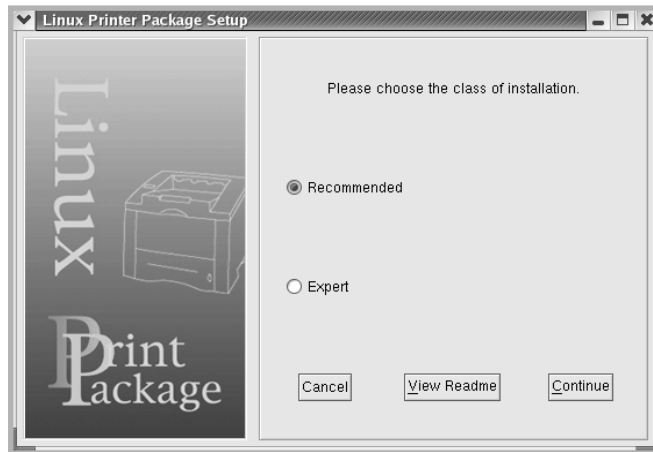 Linux Printer Package Setup
Linux
Print
Package
Please choose the class of installation.
Recommended
Expert
Cancel
View Readme
Continue